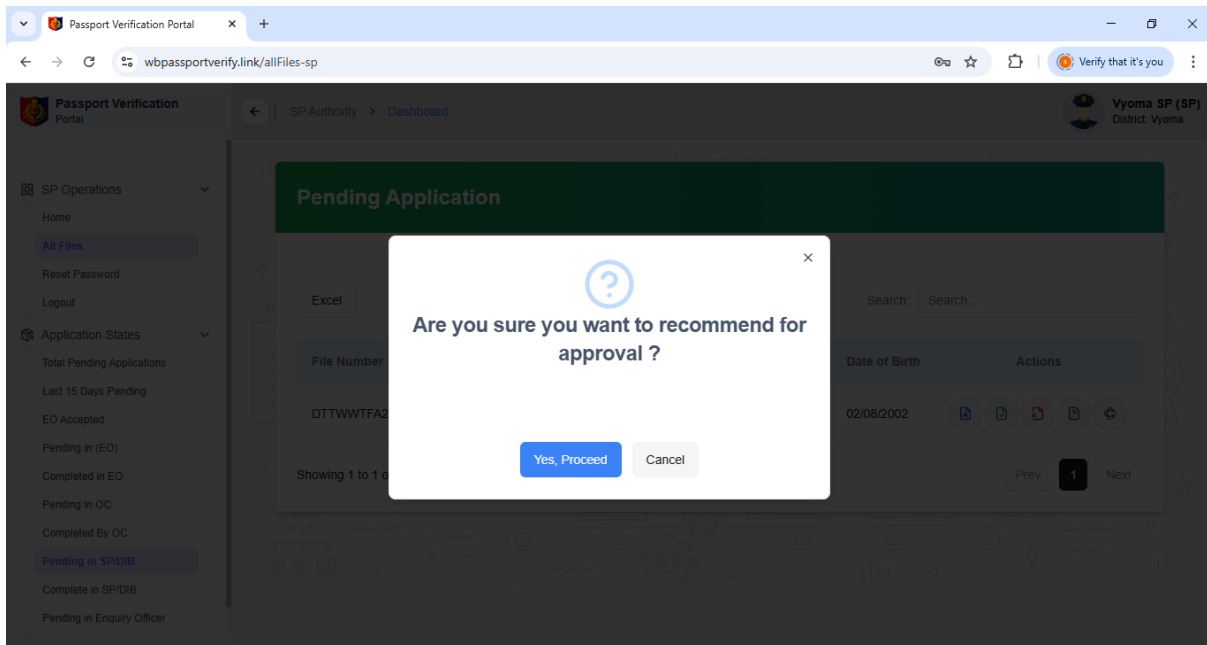 Passport Verification Portal
wbpassportverify.link/allFiles-sp
Verify that it's you
Passport Verification
Portal
SP Authority > Dashboard
Vyoma SP (SP)
District: Vyoma
SP Operations
Home
All Files
Reset Password
Logout
Application States
Total Pending Applications
Last 15 Days Pending
EO Accepted
Pending in (EO)
Completed in EO
Pending in OC
Completed By OC
Pending in SP/DIB
Complete in SP/DIB
Pending in Enquiry Officer
Pending Application
Excel
Search: Search...
File Number Date of Birth Actions
DTTWWTFA2 02/08/2002
Showing 1 to 1 o
Prev 1 Next
Are you sure you want to recommend for
approval ?
Yes, Proceed Cancel